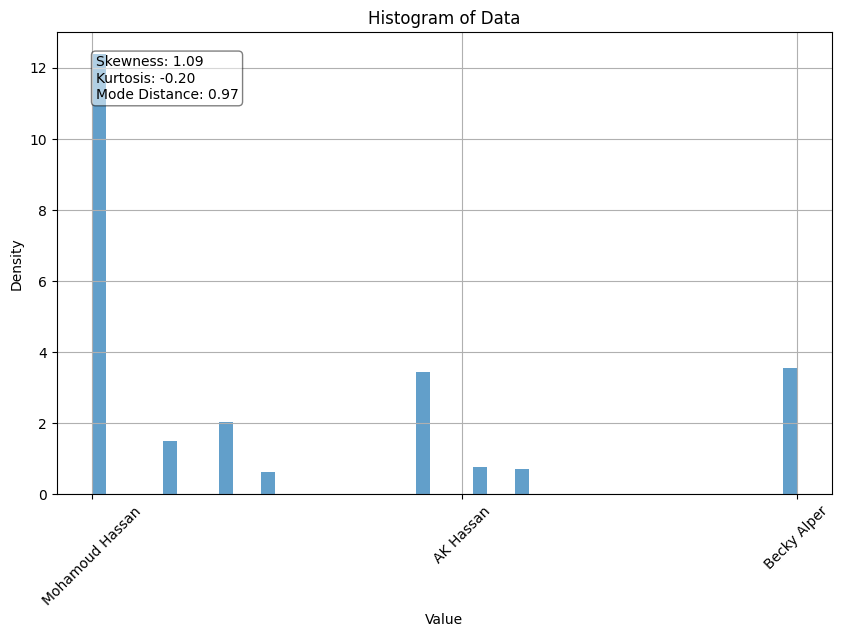 Histogram of Data
Skewness: 1.09
Kurtosis: -0.20
Mode Distance: 0.97
Density
12
10
8
6
4
2
0
Mohamoud Hassan
AK Hassan
Becky Alper
Value